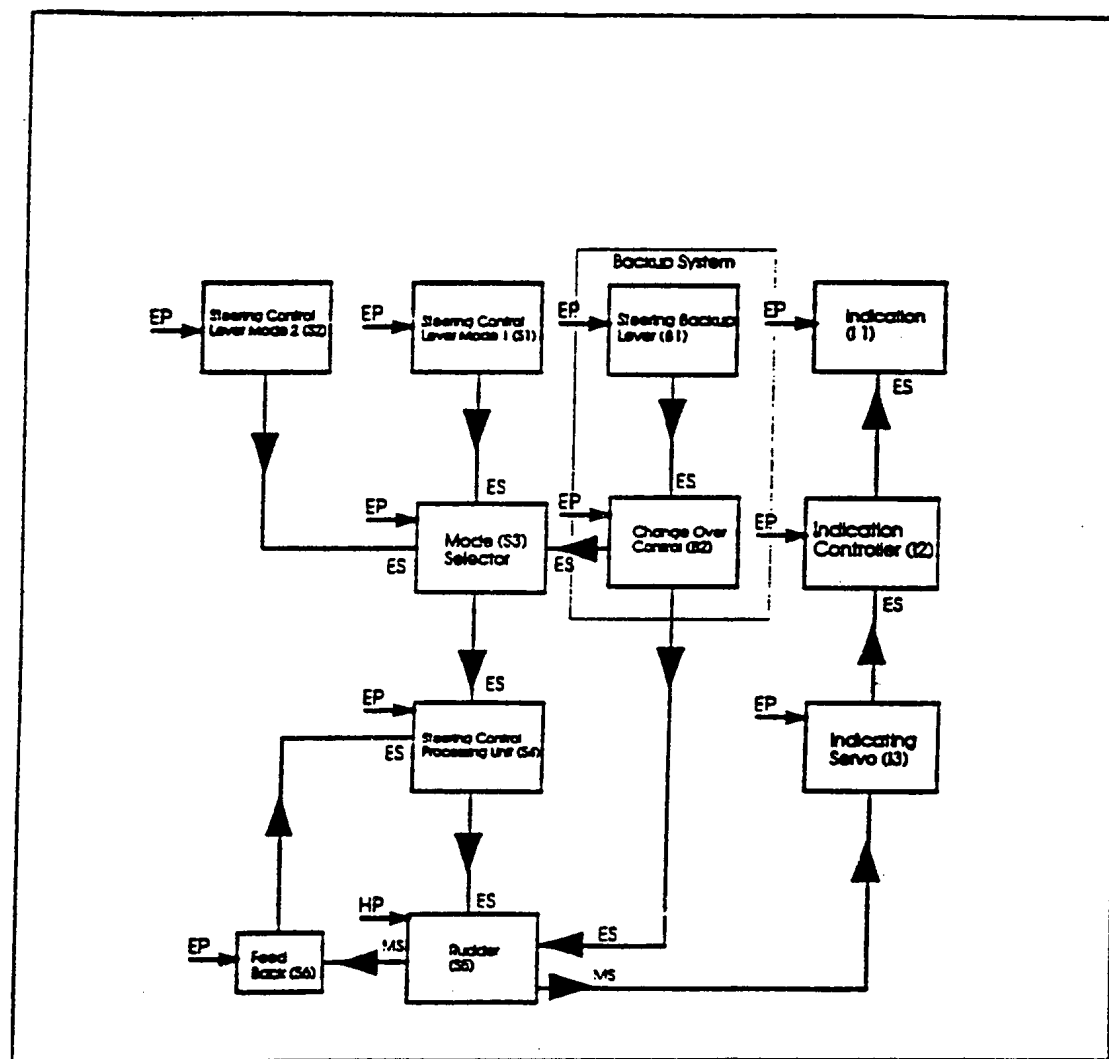 Backup System
EP
Steering Control
Lever Mode 2 (S2)
EP
Steering Control
Lever Mode 1 (S1)
EP
Steering Backup
Lever (B1)
EP
Indication
(I1)
ES
ES
ES
EP
Mode (S3)
Selector
ES
EP
Change Over
Control (B2)
ES
EP
Indication
Controller (I2)
ES
ES
EP
Steering Control
Processing Unit (S4)
ES
EP
Indicating
Servo (I3)
ES
HP
EP
Feed
Back (S6)
MS
Rudder
(S5)
ES
MS